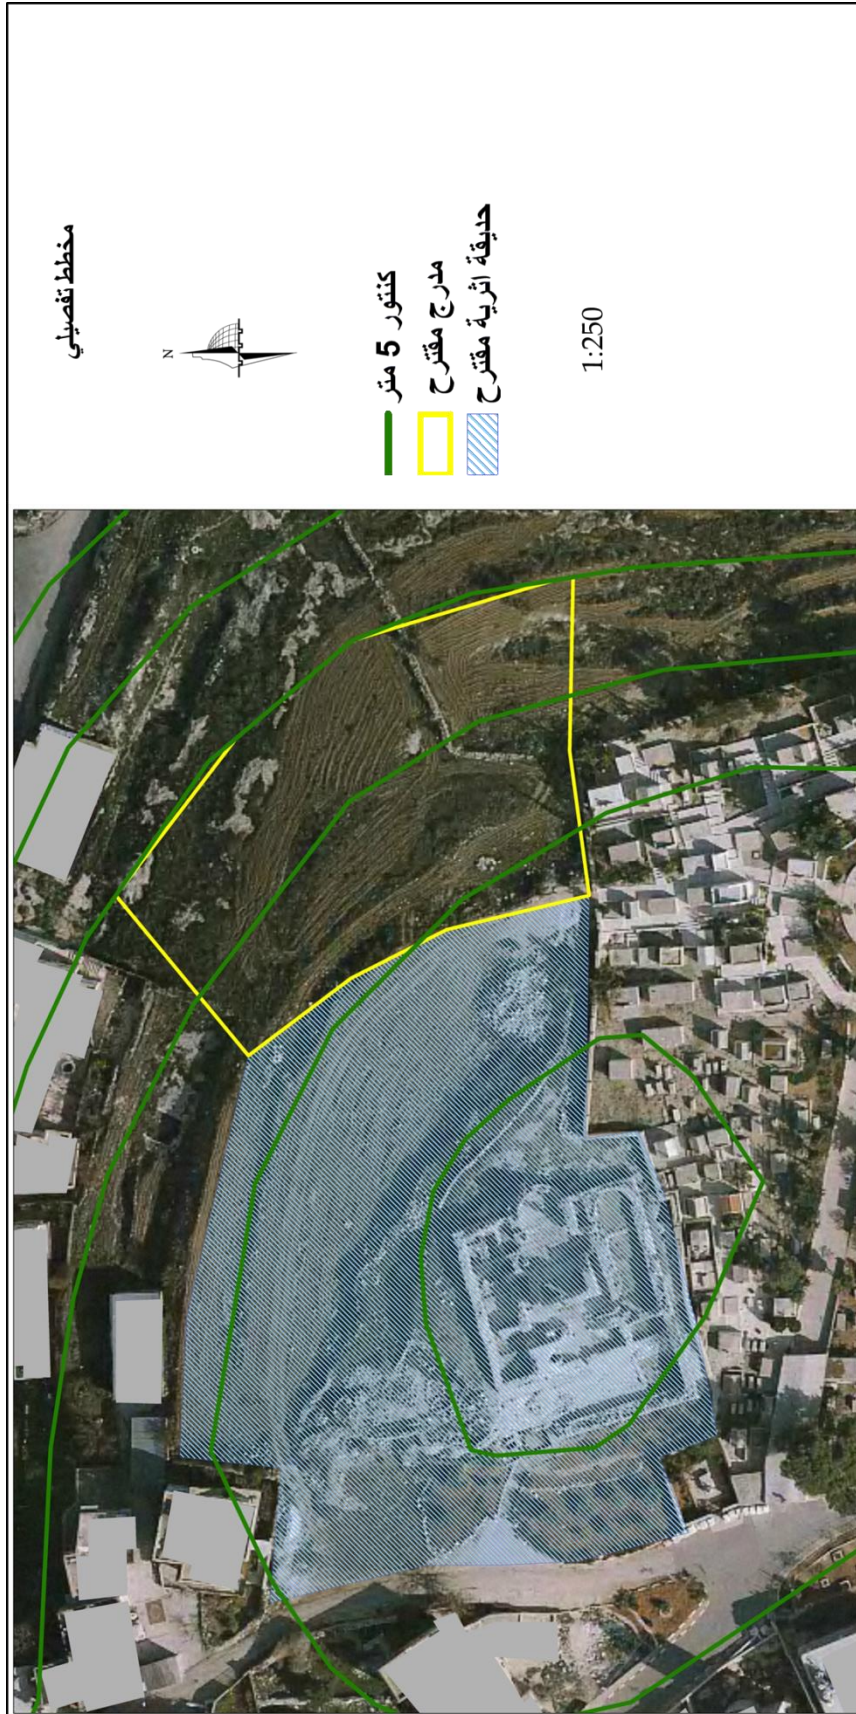 مخطط تفصيلي
N
كنتور 5 متر
مدرج مقترح
حديقة اثرية مقترح
1:250